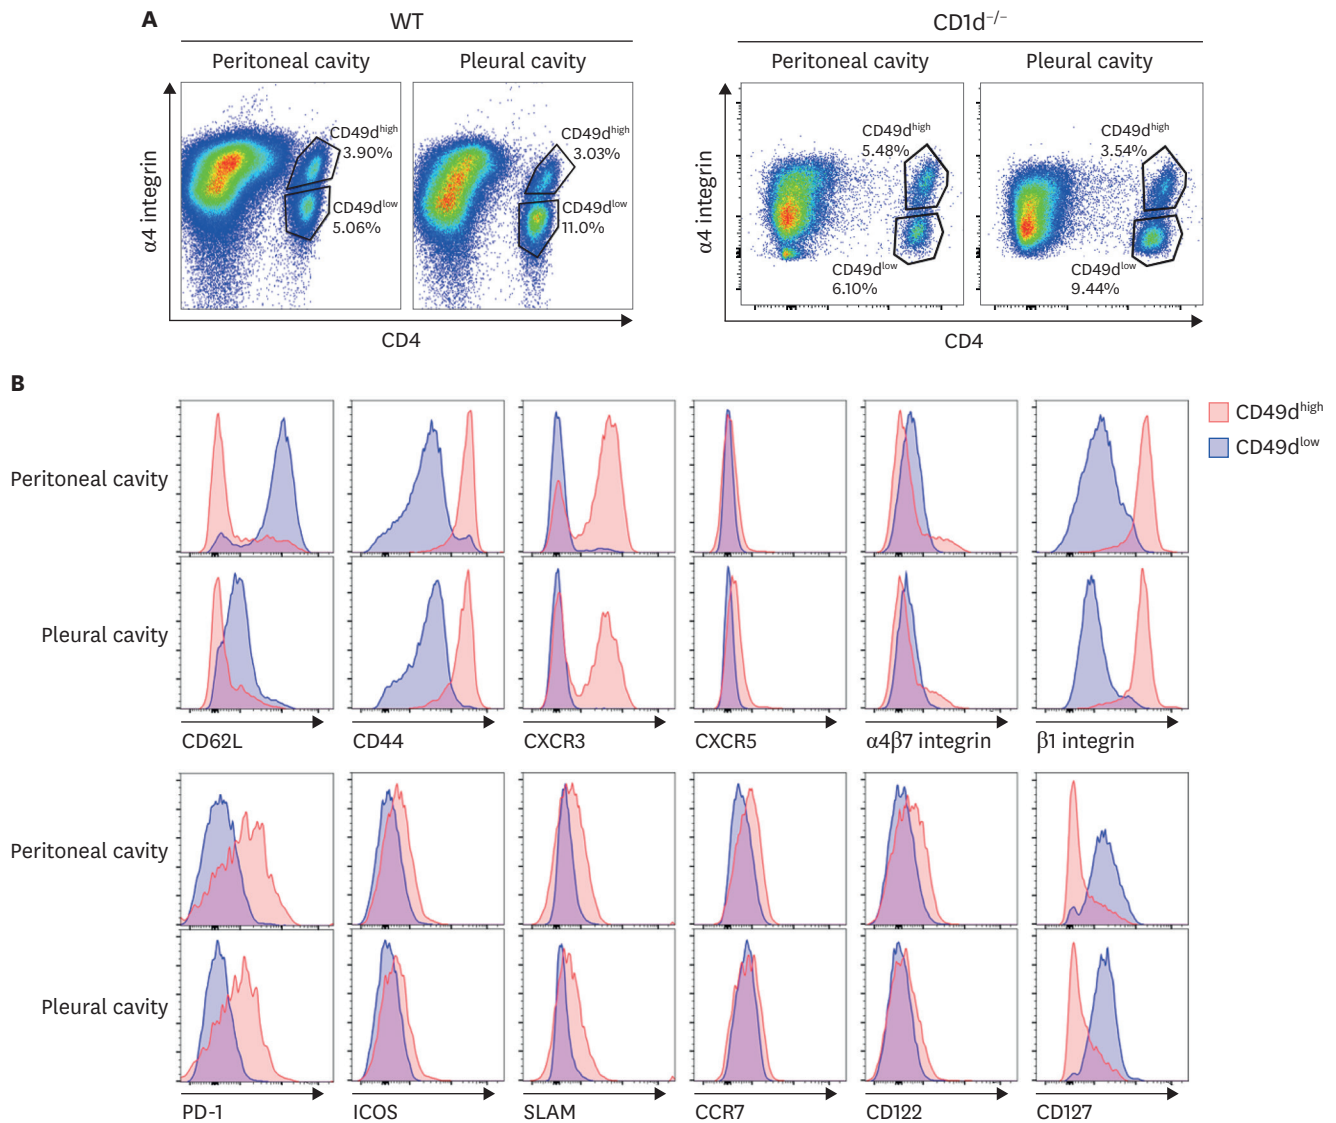 A
WT
CD1d⁻/⁻
Peritoneal cavity
Pleural cavity
Peritoneal cavity
Pleural cavity
α4 integrin
CD49dhigh
3.90%
CD49dlow
5.06%
CD49dhigh
3.03%
CD49dlow
11.0%
CD4
α4 integrin
CD49dhigh
5.48%
CD49dlow
6.10%
CD49dhigh
3.54%
CD49dlow
9.44%
CD4
B
CD49dhigh
CD49dlow
Peritoneal cavity
Pleural cavity
CD62L
CD44
CXCR3
CXCR5
α4β7 integrin
β1 integrin
Peritoneal cavity
Pleural cavity
PD-1
ICOS
SLAM
CCR7
CD122
CD127